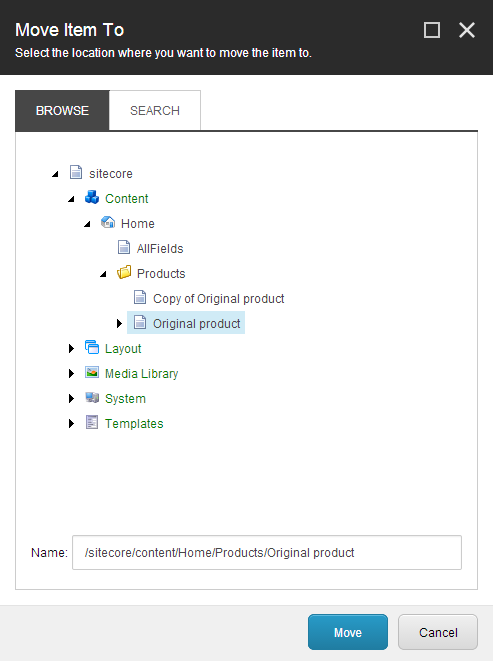 Move Item To
Select the location where you want to move the item to.
BROWSE SEARCH
sitecore
Content
Home
AllFields
Products
Copy of Original product
Original product
Layout
Media Library
System
Templates
Name: /sitecore/content/Home/Products/Original product
Move Cancel